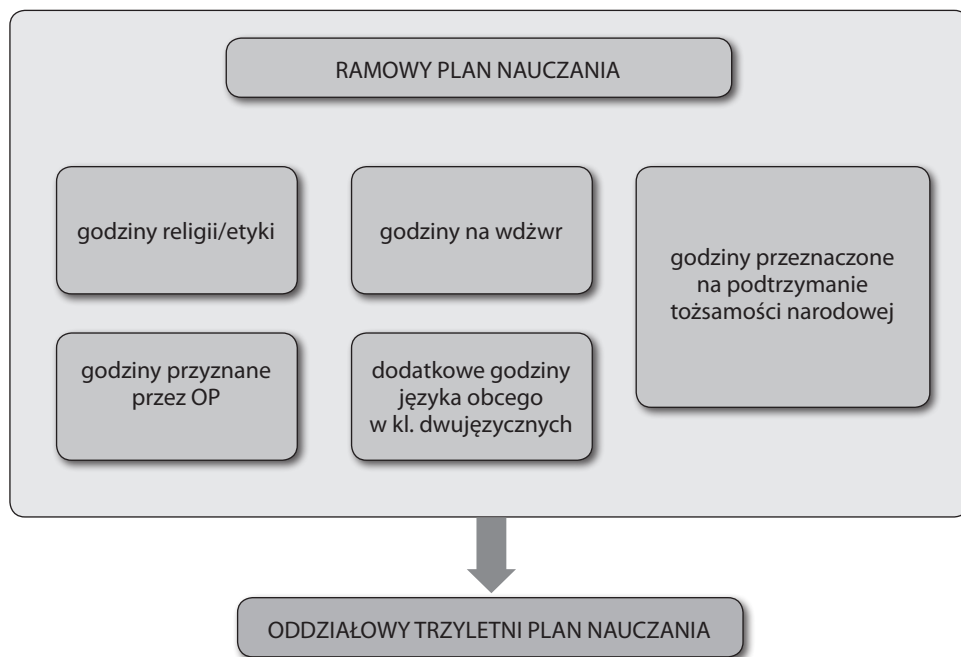 RAMOWY PLAN NAUCZANIA
godziny religii/etyki
godziny na wdżwr
godziny przeznaczone
na podtrzymanie
tożsamości narodowej
godziny przyznane
przez OP
dodatkowe godziny
języka obcego
w kl. dwujęzycznych
ODDZIAŁOWY TRZYLETNI PLAN NAUCZANIA